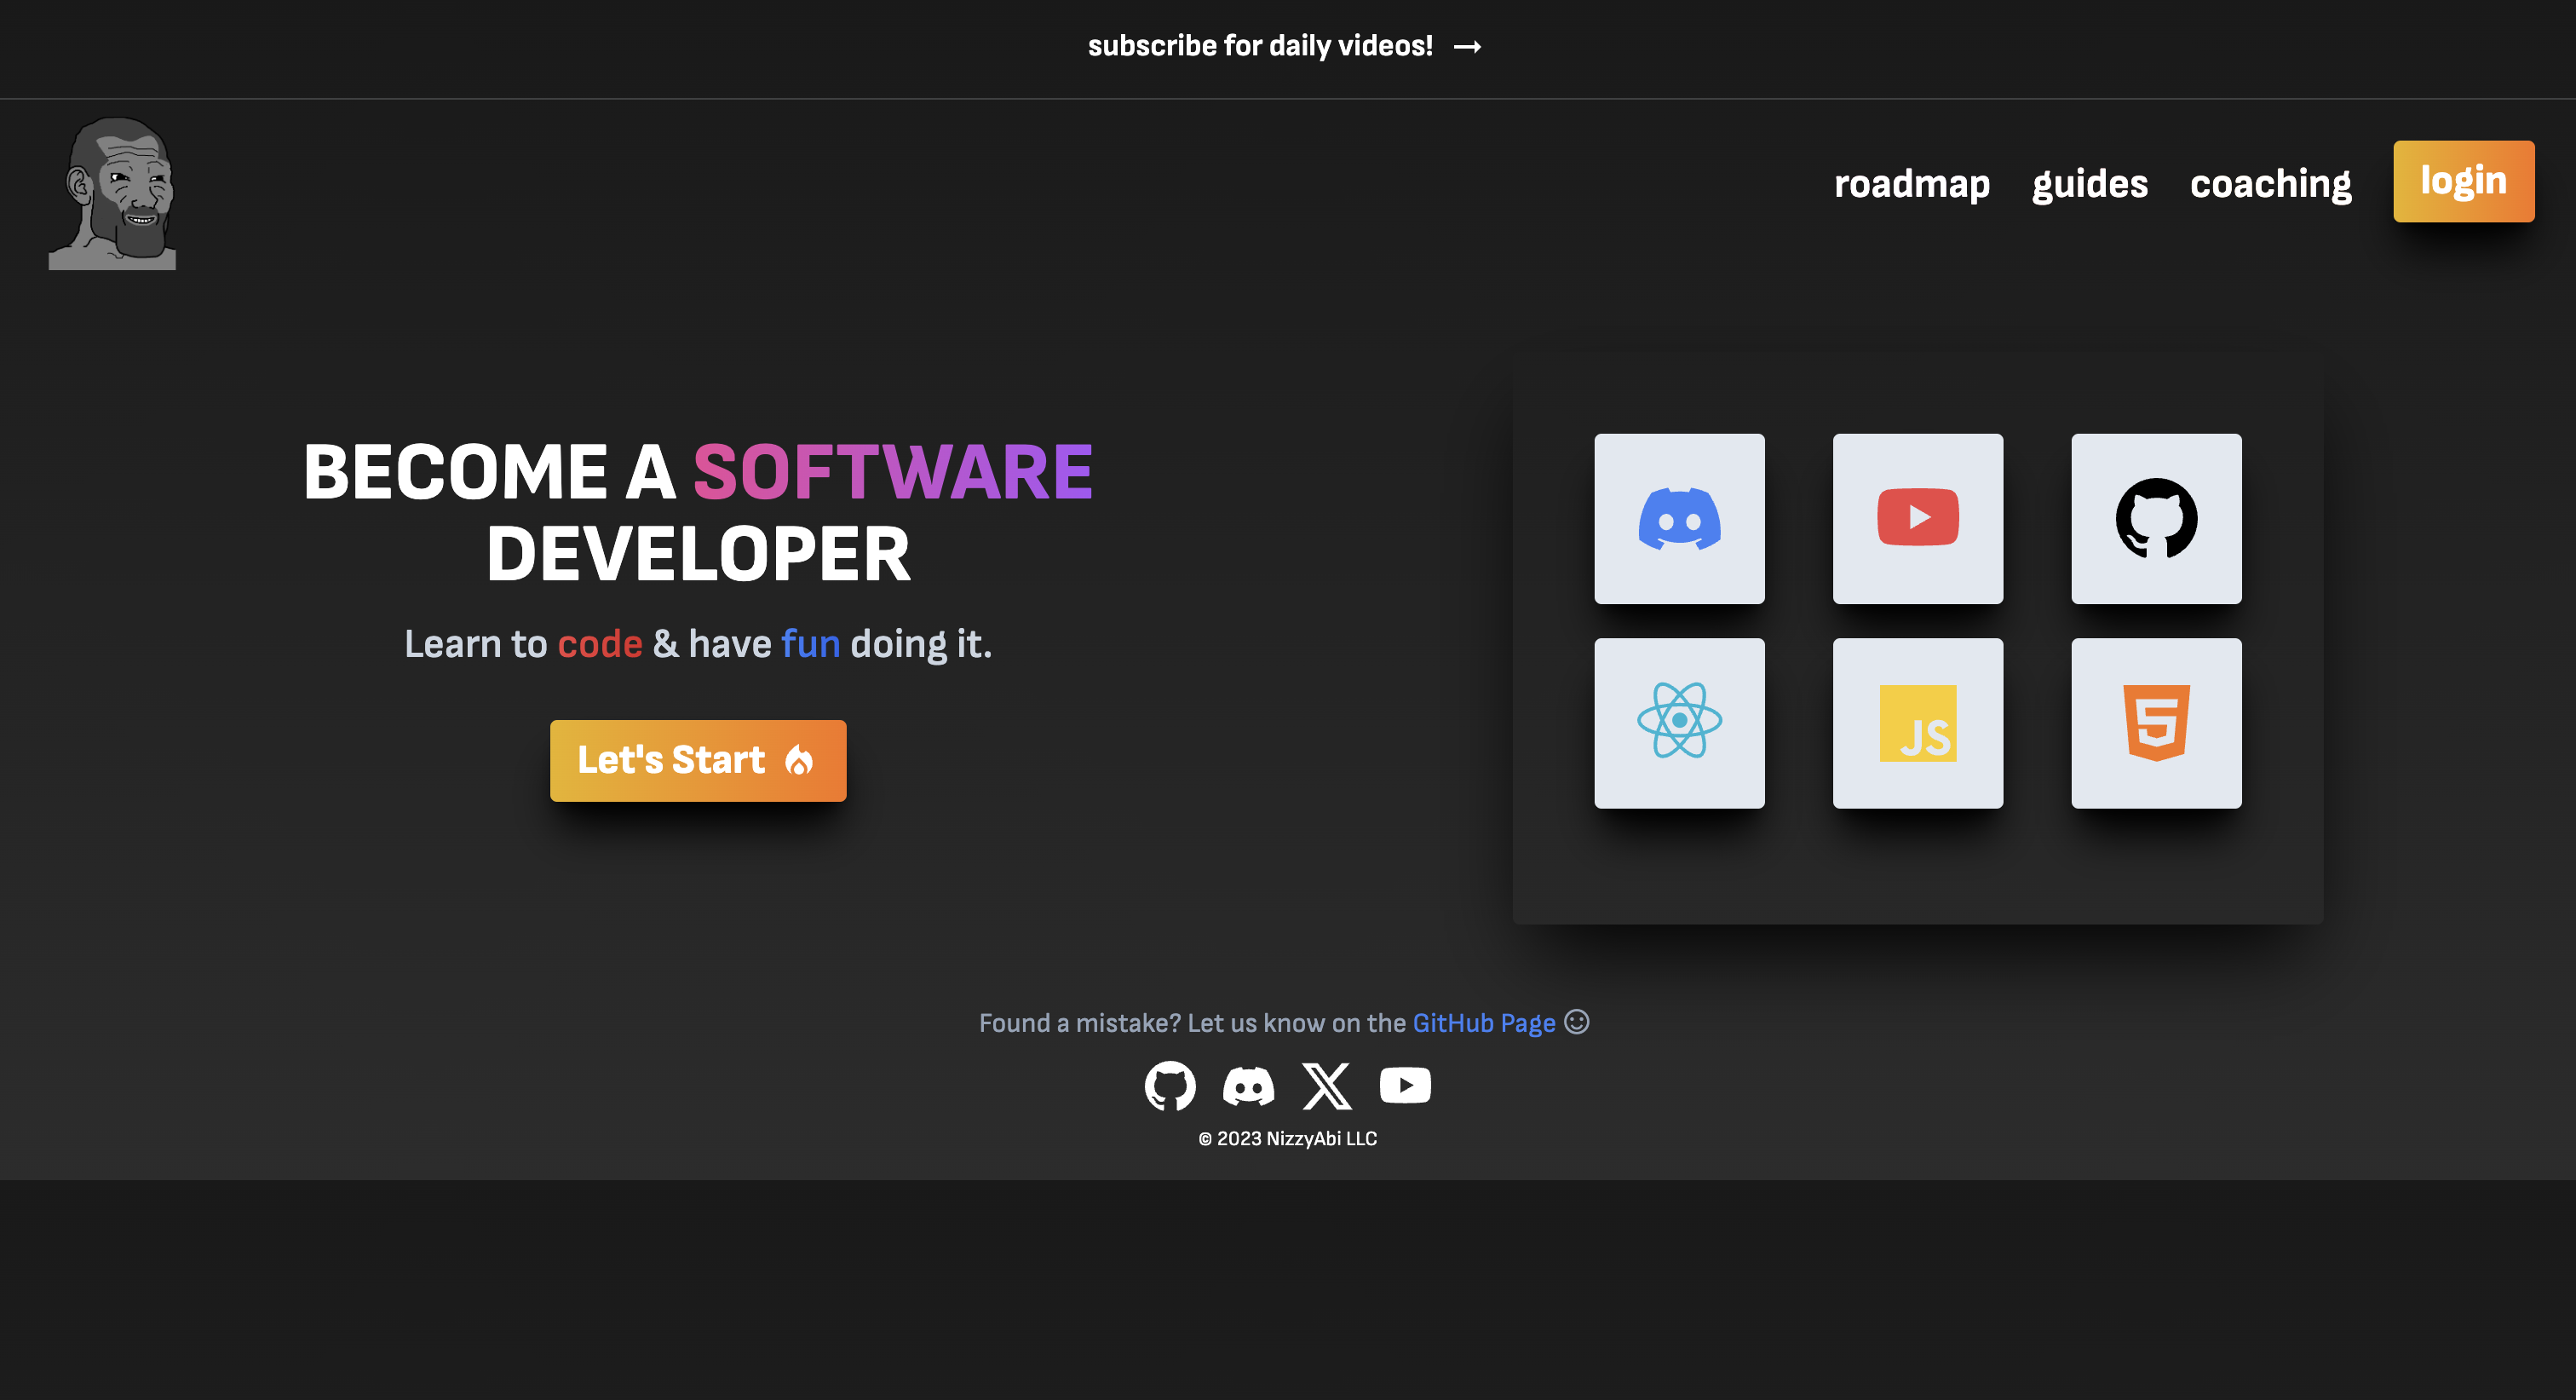 subscribe for daily videos! →
roadmap guides coaching login
BECOME A SOFTWARE
DEVELOPER
Learn to code & have fun doing it.
Let's Start
JS
5
Found a mistake? Let us know on the GitHub Page
© 2023 NizzyAbi LLC